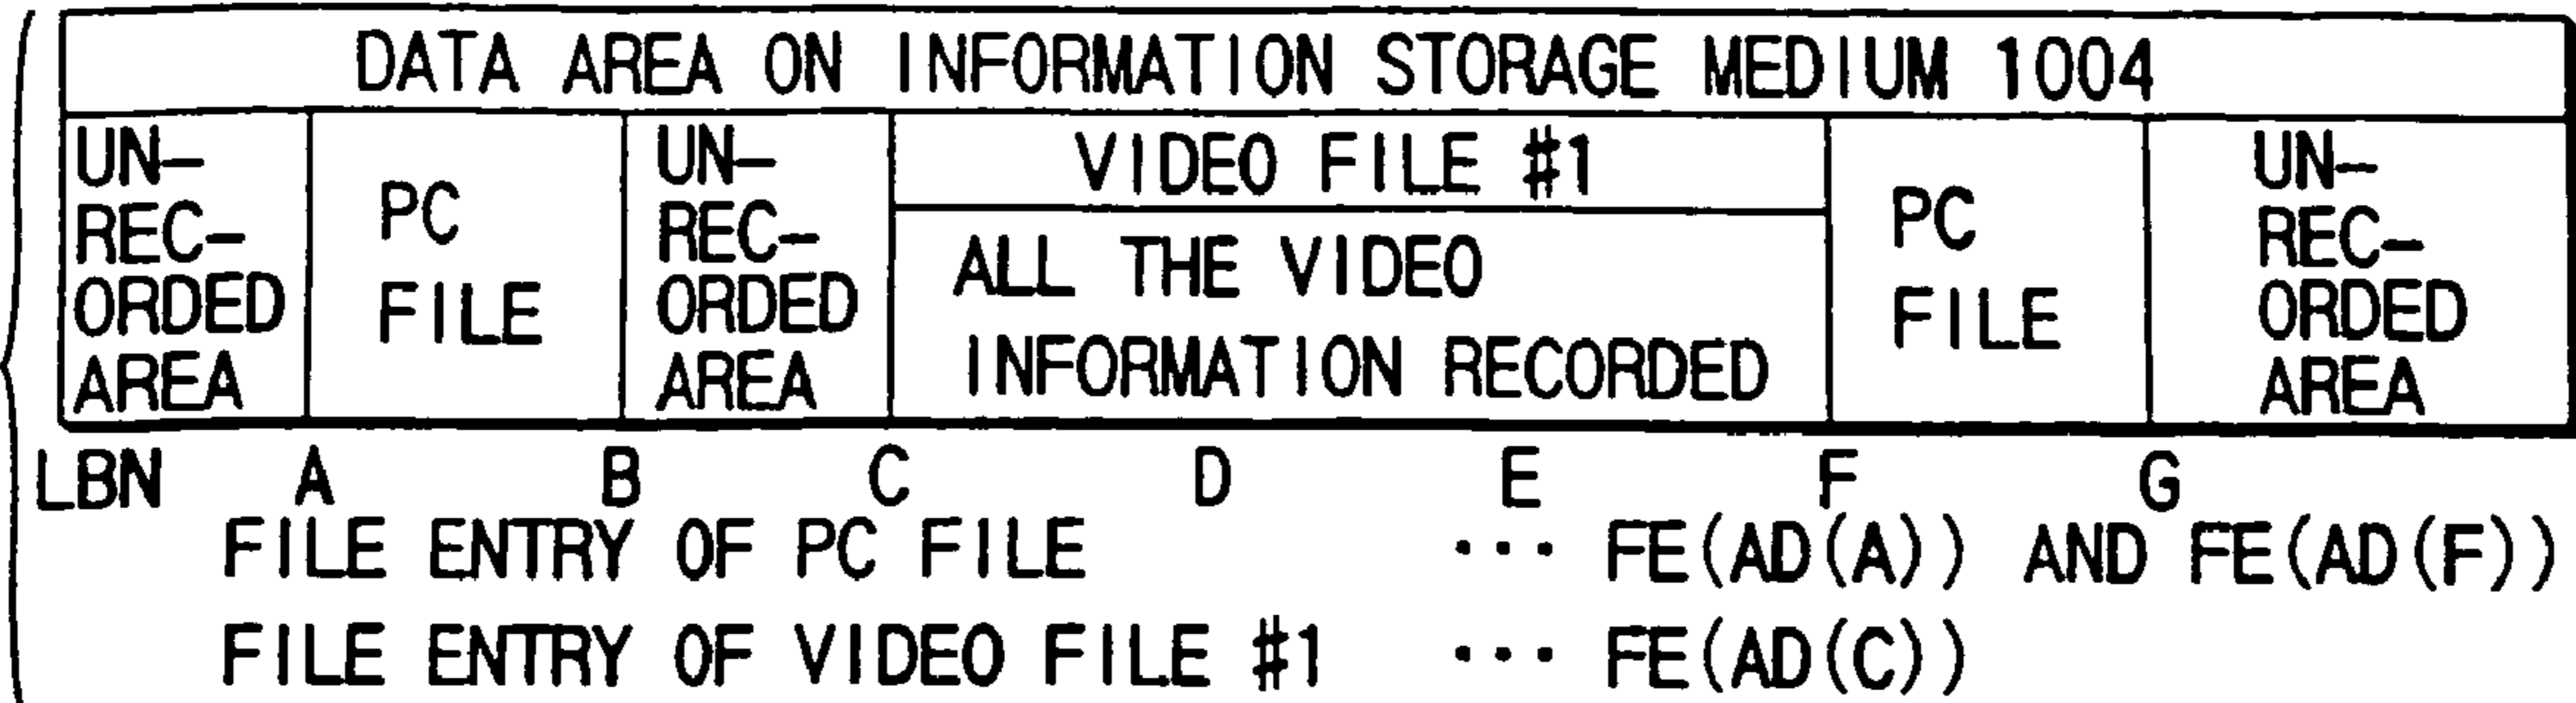 DATA AREA ON INFORMATION STORAGE MEDIUM 1004
UN-
REC-
ORDED
AREA
PC
FILE
UN-
REC-
ORDED
AREA
VIDEO FILE #1
ALL THE VIDEO
INFORMATION RECORDED
PC
FILE
UN-
REC-
ORDED
AREA
LBN A B C D E F G
FILE ENTRY OF PC FILE ··· FE(AD(A)) AND FE(AD(F))
FILE ENTRY OF VIDEO FILE #1 ··· FE(AD(C))